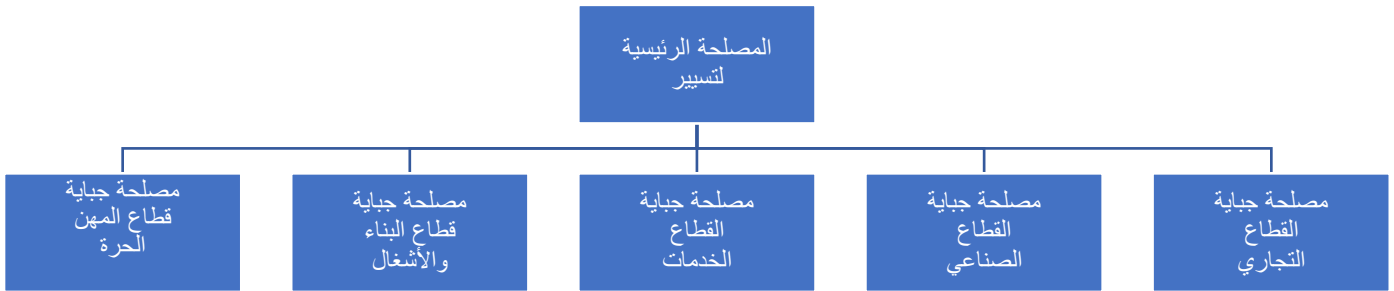 المصلحة الرئيسية
لتسيير
مصلحة جباية
القطاع
التجاري
مصلحة جباية
القطاع
الصناعي
مصلحة جباية
القطاع
الخدمات
مصلحة جباية
قطاع البناء
والأشغال
مصلحة جباية
قطاع المهن
الحرة